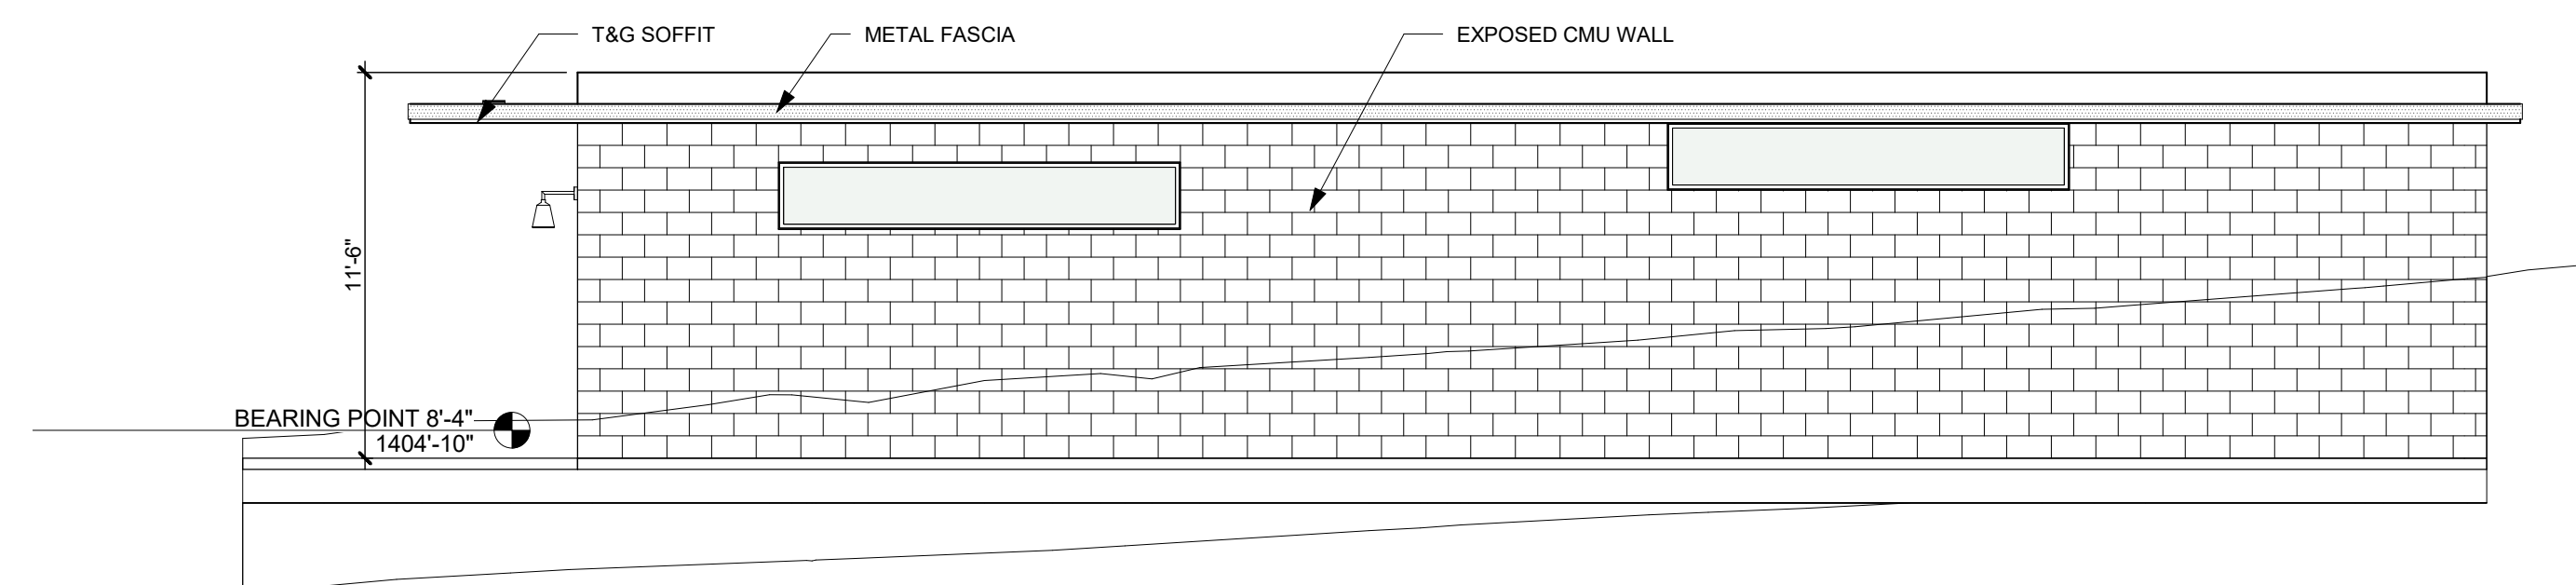 T&G SOFFIT
METAL FASCIA
EXPOSED CMU WALL
11'-6"
BEARING POINT 8'-4"
1404'-10"